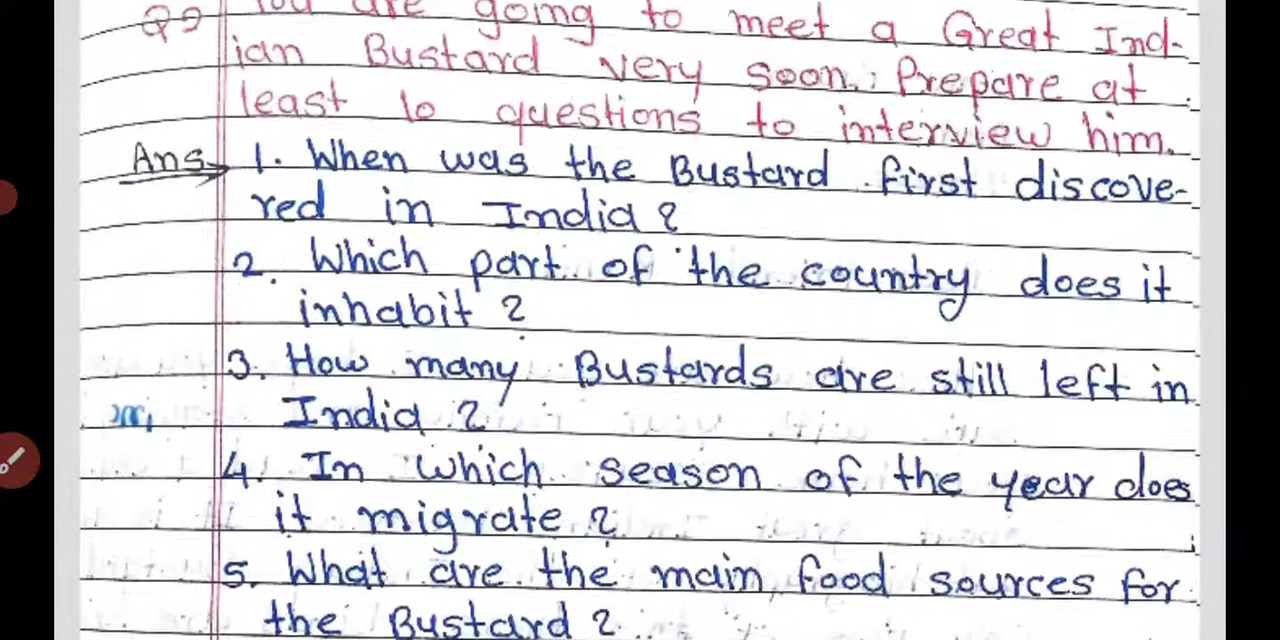 Q9 You are going to meet a Great Ind-
ian Bustard very soon. Prepare at
least 10 questions to interview him.
Ans 1. When was the Bustard first discove-
red in India?
2. Which part of the country does it
inhabit?
3. How many Bustards are still left in
India?
4. In which season of the year does
it migrate?
5. What are the main food sources for
the Bustard?